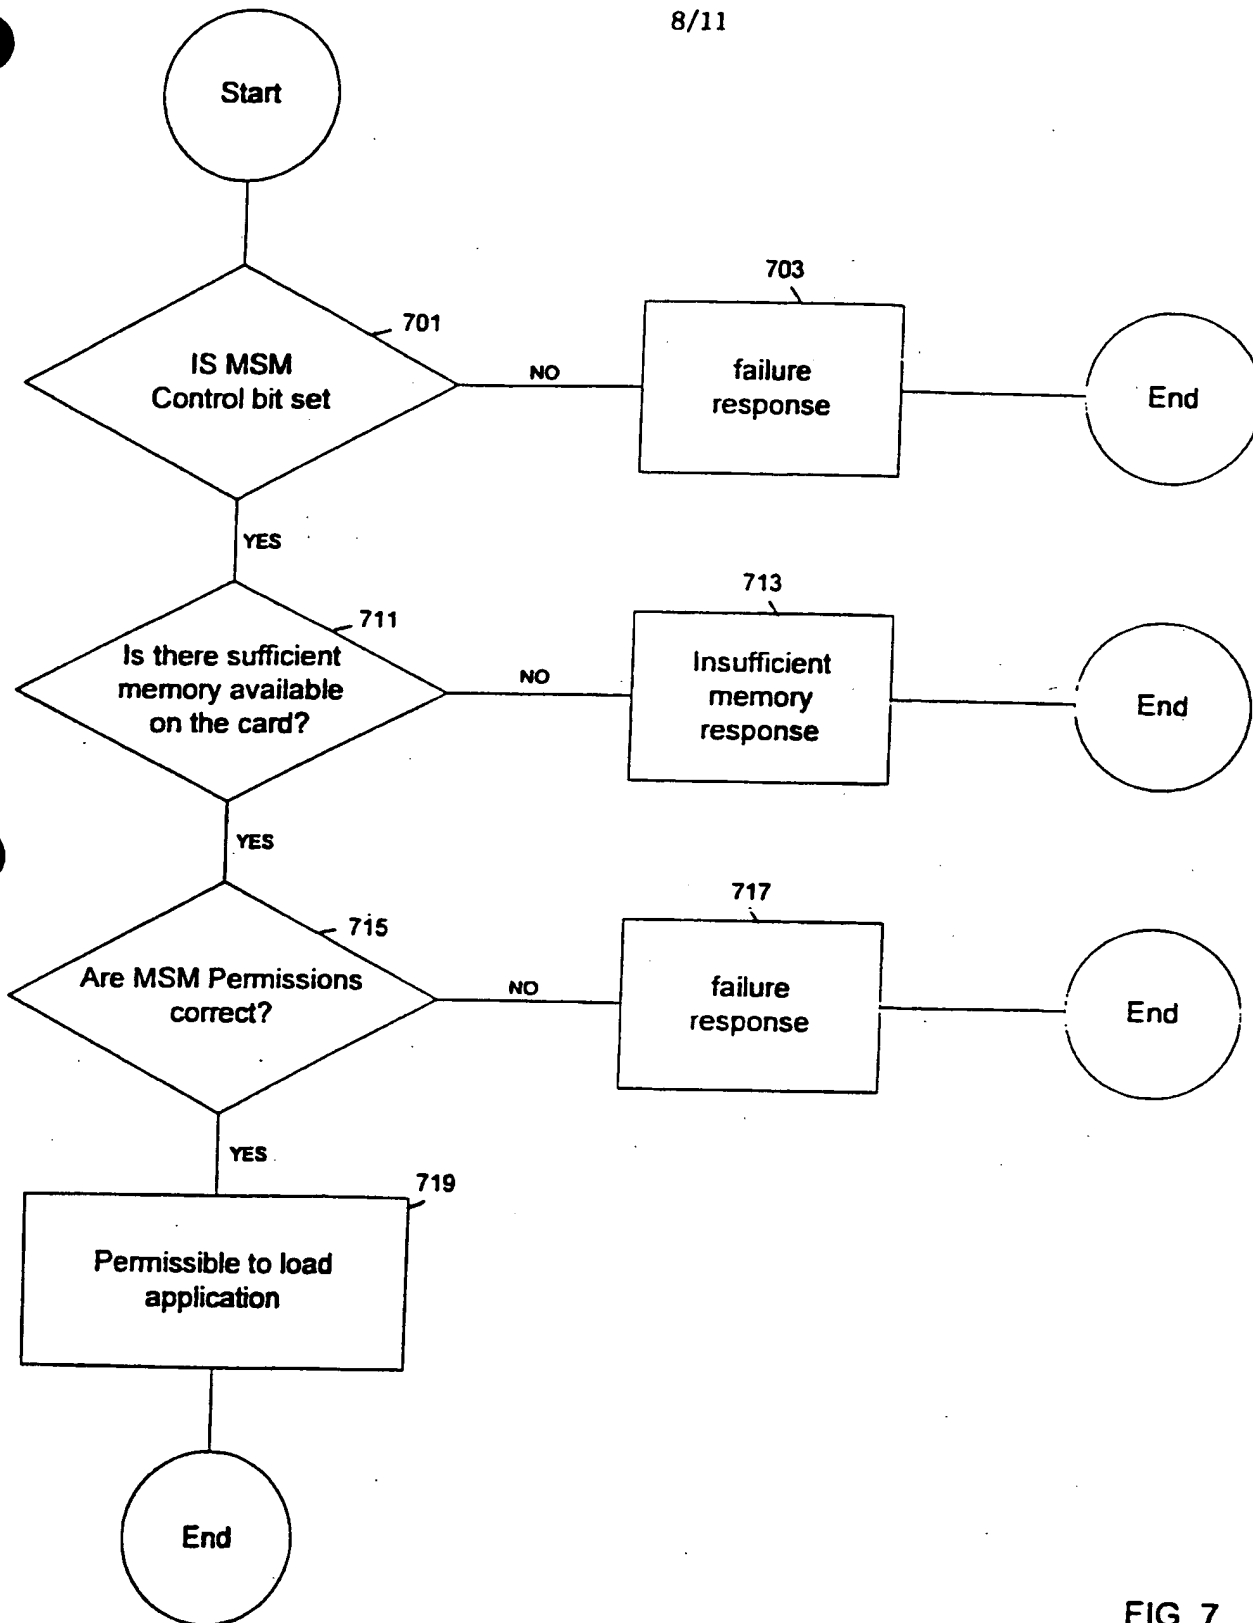 8/11
Start
701
IS MSM
Control bit set
NO
703
failure
response
End
YES
711
Is there sufficient
memory available
on the card?
NO
713
Insufficient
memory
response
End
YES
715
Are MSM Permissions
correct?
NO
717
failure
response
End
YES
719
Permissible to load
application
End
FIG. 7